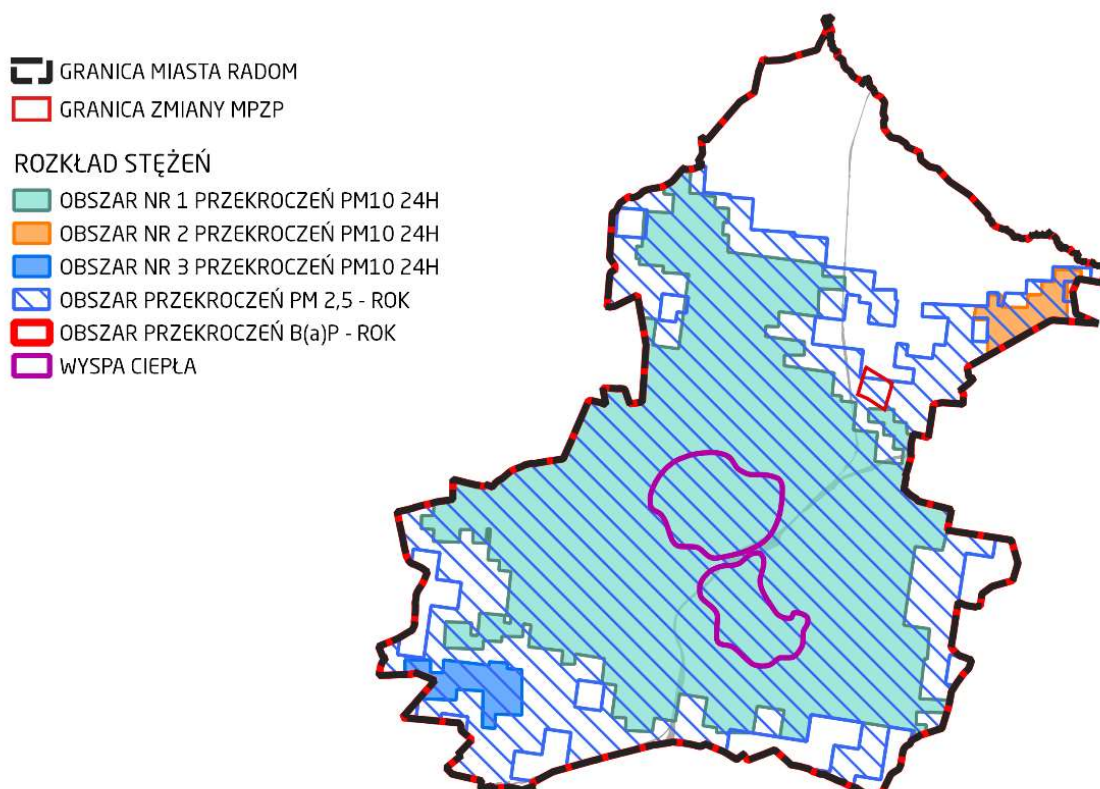 GRANICA MIASTA RADOM
GRANICA ZMIANY MPZP
ROZKŁAD STĘŻEŃ
OBSZAR NR 1 PRZEKROCZEŃ PM10 24H
OBSZAR NR 2 PRZEKROCZEŃ PM10 24H
OBSZAR NR 3 PRZEKROCZEŃ PM10 24H
OBSZAR PRZEKROCZEŃ PM 2,5 - ROK
OBSZAR PRZEKROCZEŃ B(a)P - ROK
WYSPA CIEPŁA